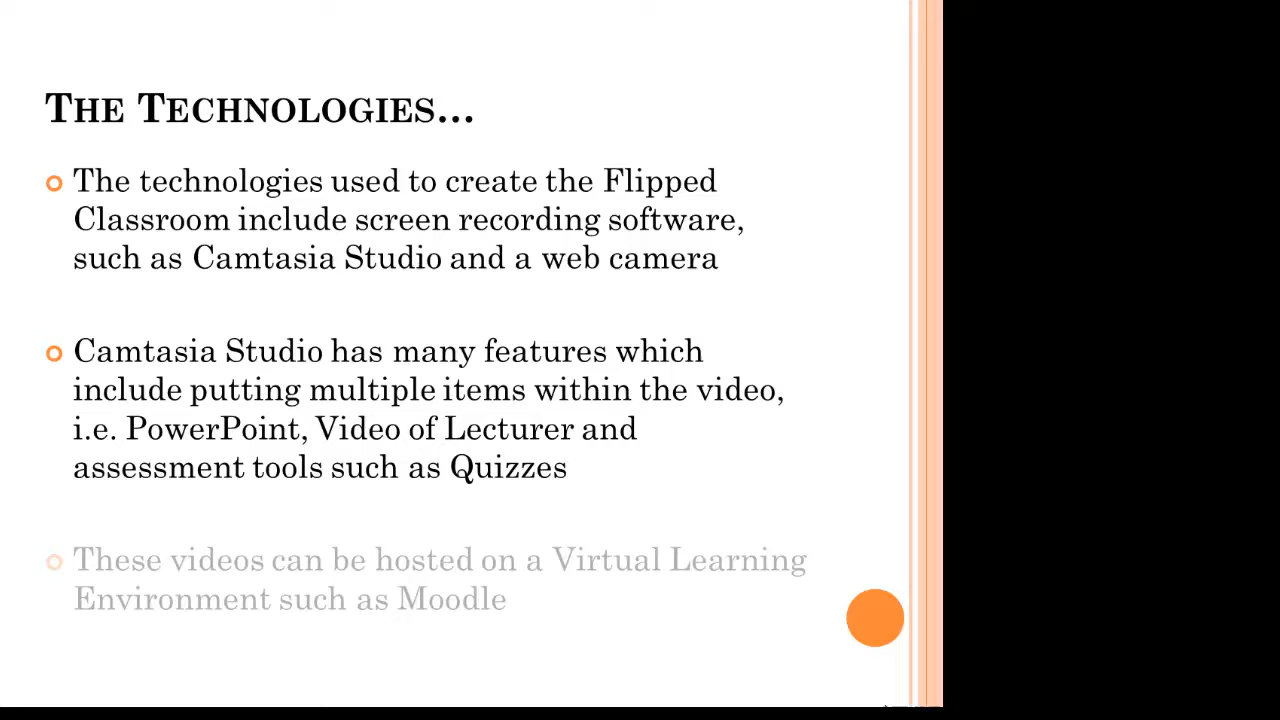 The Technologies...
The technologies used to create the Flipped
Classroom include screen recording software,
such as Camtasia Studio and a web camera
Camtasia Studio has many features which
include putting multiple items within the video,
i.e. PowerPoint, Video of Lecturer and
assessment tools such as Quizzes
These videos can be hosted on a Virtual Learning
Environment such as Moodle